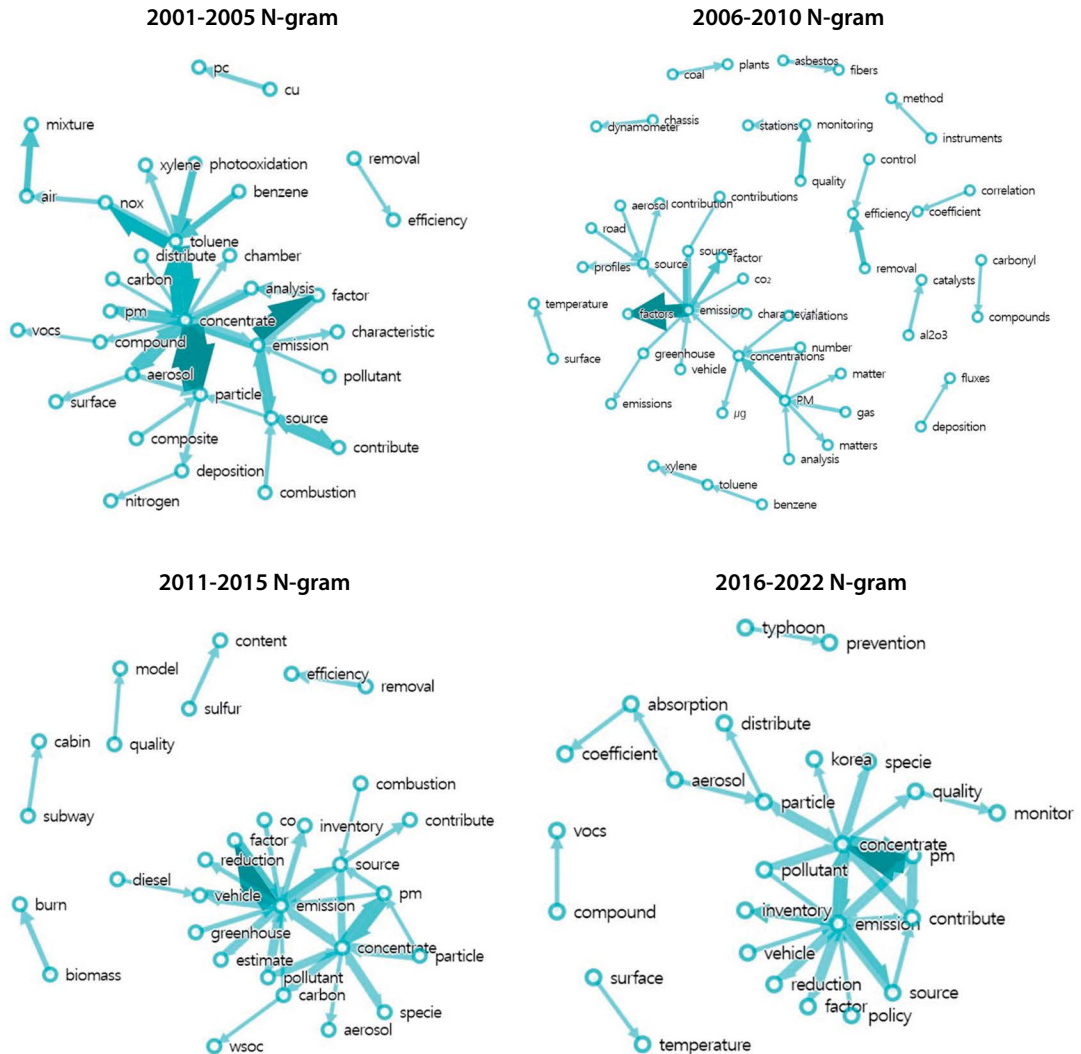 2001-2005 N-gram
pc
cu
mixture
xylene
photooxidation
removal
benzene
air
nox
efficiency
toluene
distribute
chamber
carbon
analysis
factor
pm
concentrate
vocs
characteristic
compound
emission
aerosol
pollutant
surface
particle
source
composite
contribute
deposition
combustion
nitrogen
2006-2010 N-gram
asbestos
plants
coal
fibers
method
chassis
dynamometer
stations
monitoring
instruments
control
quality
contributions
correlation
aerosol
contribution
efficiency
coefficient
road
sources
factor
carbonyl
profiles
source
removal
co₂
catalysts
temperature
factors
emission
variations
compounds
al2o3
surface
greenhouse
concentrations
number
vehicle
matter
fluxes
emissions
μg
PM
gas
deposition
matters
analysis
xylene
toluene
benzene
2011-2015 N-gram
content
model
efficiency
removal
sulfur
cabin
quality
combustion
subway
co
inventory
contribute
factor
reduction
source
diesel
vehicle
pm
burn
emission
greenhouse
concentrate
particle
estimate
biomass
pollutant
carbon
specie
aerosol
wsoc
2016-2022 N-gram
typhoon
prevention
absorption
distribute
coefficient
korea
specie
aerosol
quality
particle
monitor
vocs
concentrate
pm
pollutant
compound
inventory
emission
contribute
vehicle
surface
reduction
source
factor
policy
temperature